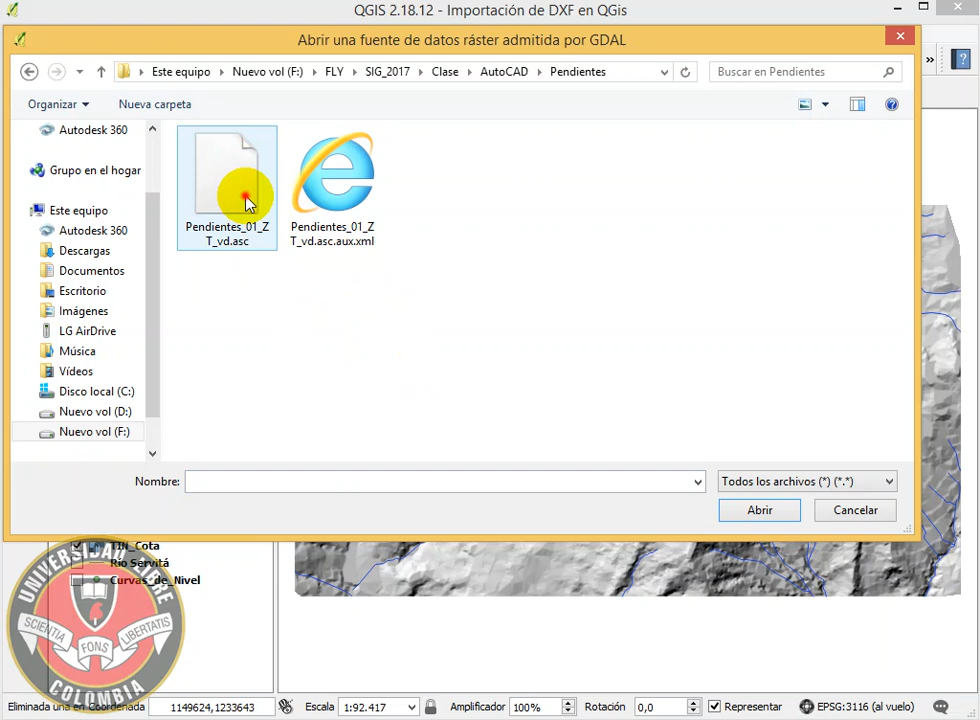 QGIS 2.18.12 - Importación de DXF en QGis
Abrir una fuente de datos ráster admitida por GDAL
Este equipo
Nuevo vol (F:)
FLY
SIG_2017
Clase
AutoCAD
Pendientes
Buscar en Pendientes
Organizar
Nueva carpeta
Autodesk 360
Grupo en el hogar
Este equipo
Autodesk 360
Descargas
Documentos
Escritorio
Imágenes
LG AirDrive
Música
Vídeos
Disco local (C:)
Nuevo vol (D:)
Nuevo vol (F:)
Pendientes_01_Z
T_vd.asc
Pendientes_01_Z
T_vd.asc.aux.xml
Nombre:
Todos los archivos (*) (*.*)
Abrir
Cancelar
TIN_Cota
Río Servitá
Curvas_de_Nivel
UNIVERSIDAD LIBRE
SCIENTIA
FONS
LIBERTATIS
COLOMBIA
Eliminada una en
Coordenada
1149624,1233643
Escala
1:92.417
Amplificador
100%
Rotación
0,0
Representar
EPSG:3116 (al vuelo)